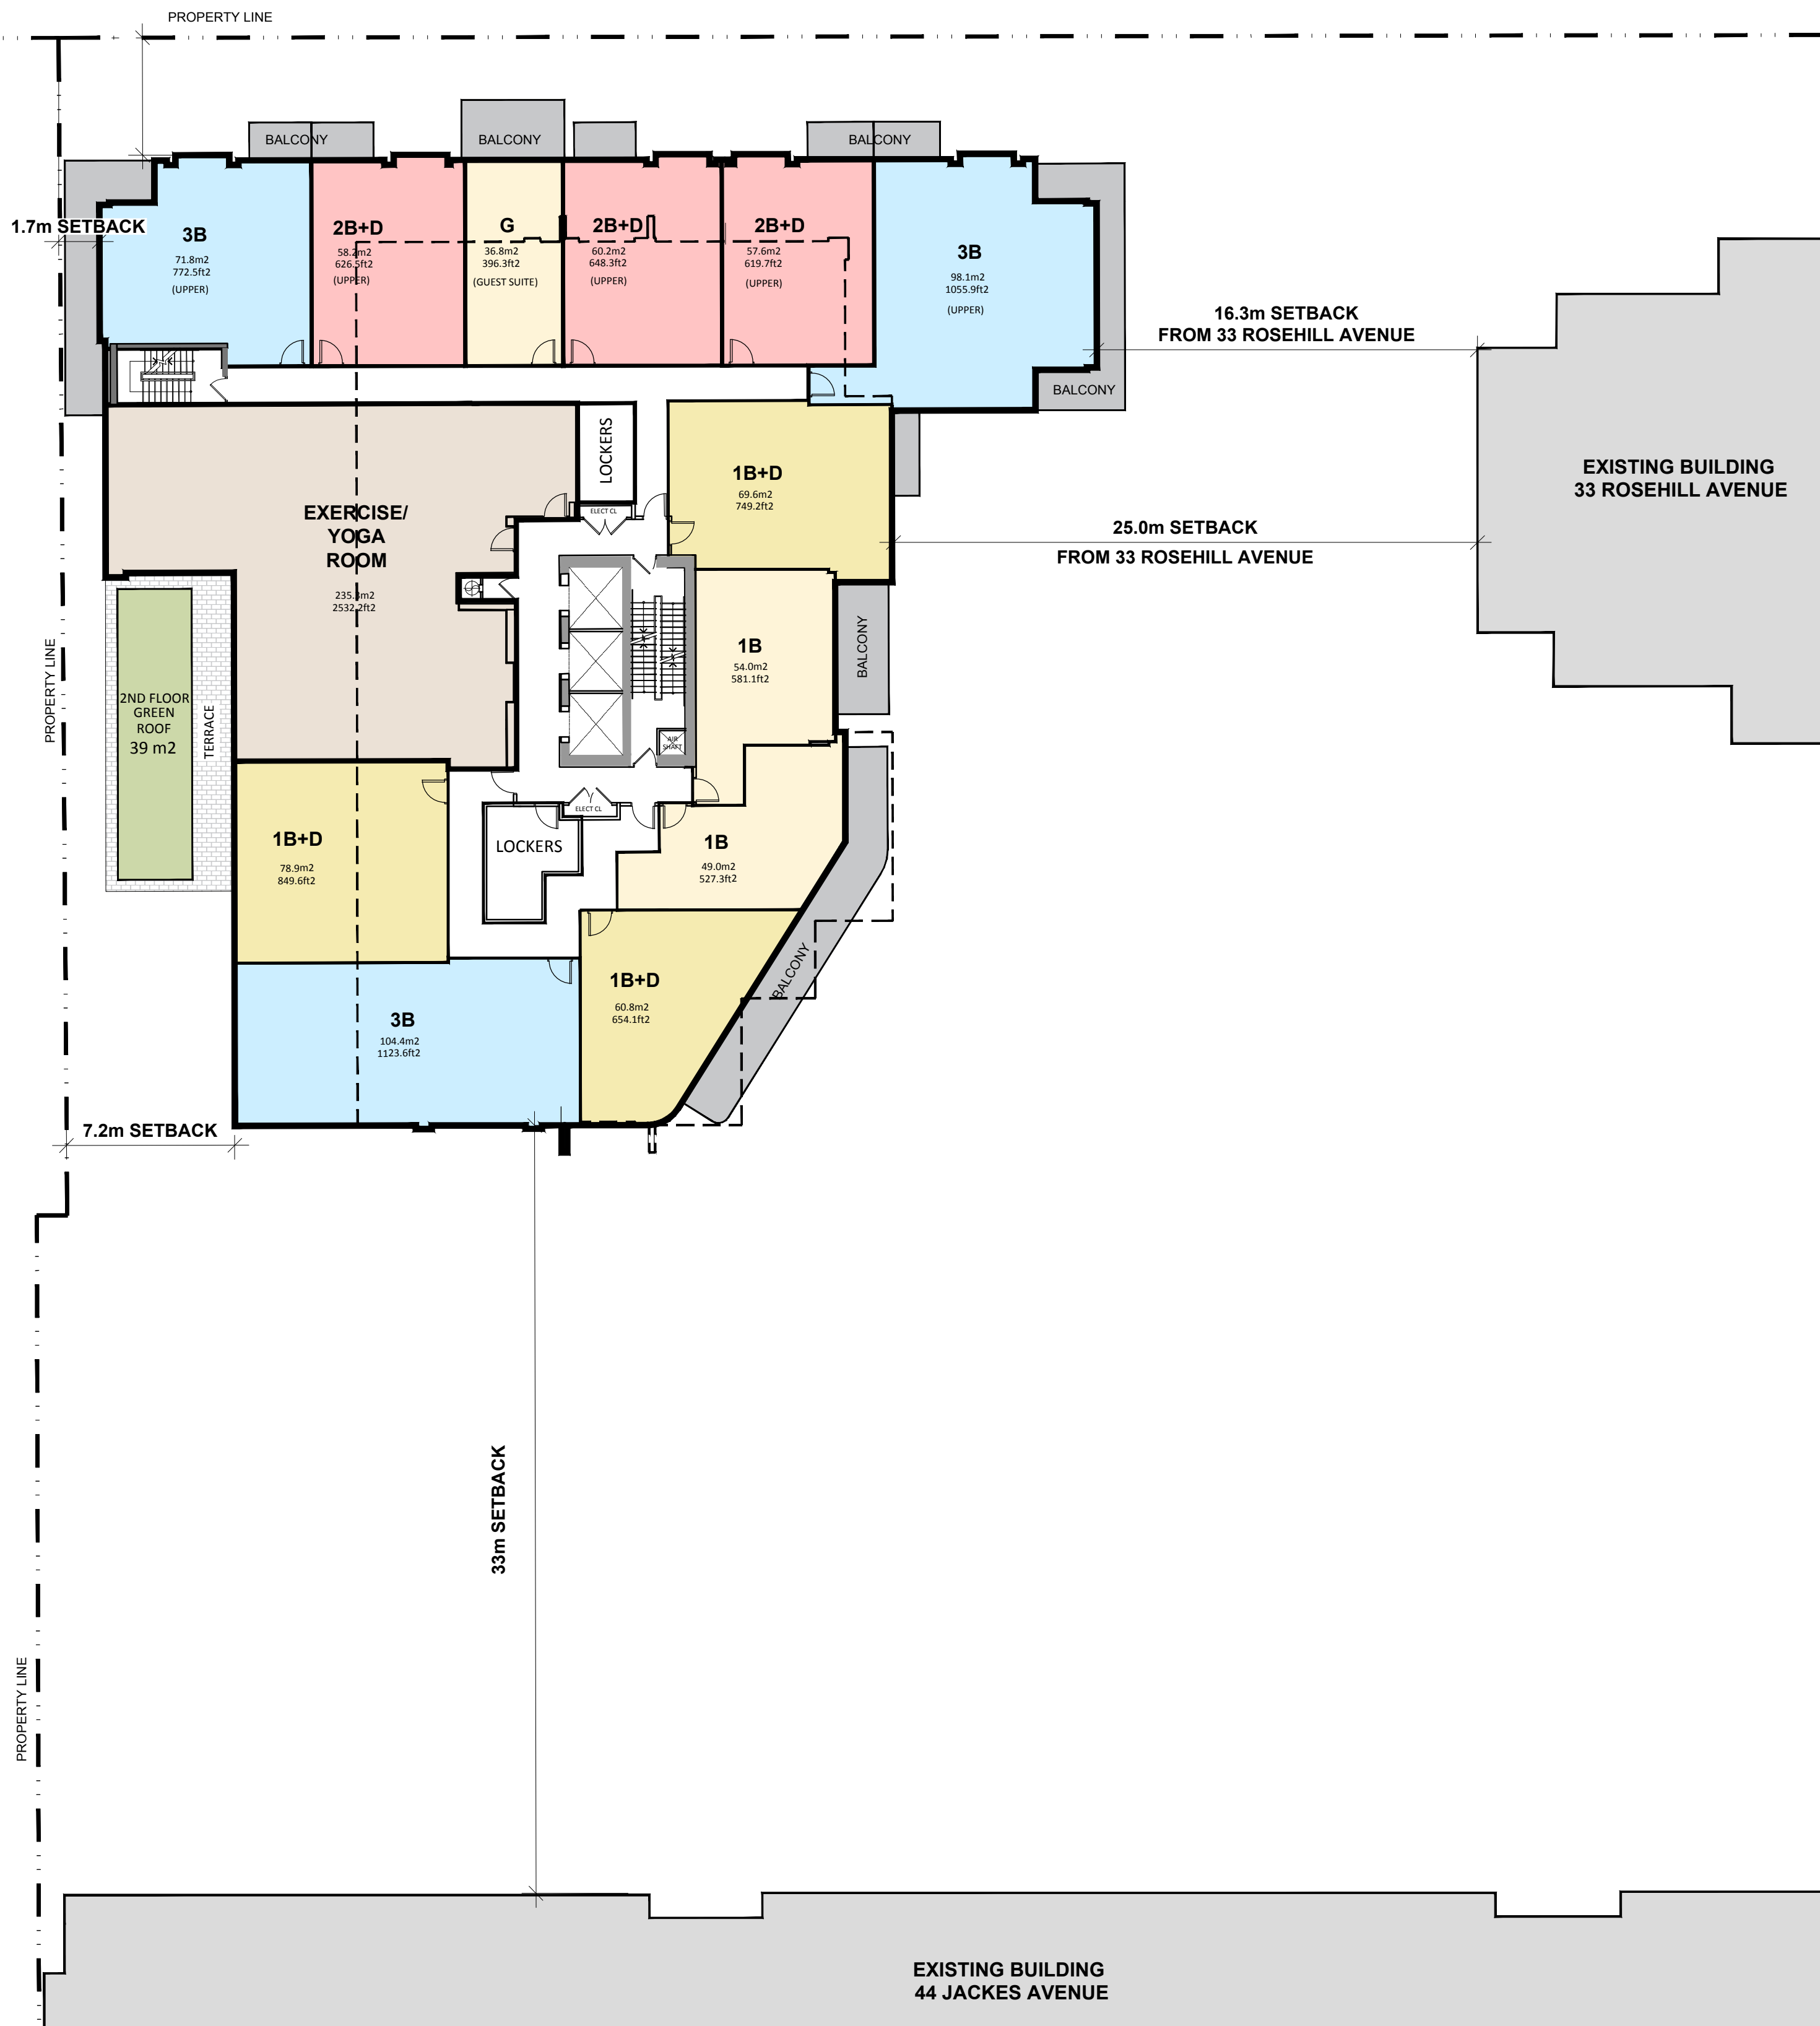 PROPERTY LINE
BALCONY
BALCONY
BALCONY
1.7m SETBACK
3B
71.8m2
772.5ft2
(UPPER)
2B+D
58.2m2
626.5ft2
(UPPER)
G
36.8m2
396.3ft2
(GUEST SUITE)
2B+D
60.2m2
648.3ft2
(UPPER)
2B+D
57.6m2
619.7ft2
(UPPER)
3B
98.1m2
1055.9ft2
(UPPER)
16.3m SETBACK
FROM 33 ROSEHILL AVENUE
BALCONY
LOCKERS
1B+D
69.6m2
749.2ft2
EXISTING BUILDING
33 ROSEHILL AVENUE
EXERCISE/
YOGA
ROOM
2532.2ft2
ELECT CL
25.0m SETBACK
FROM 33 ROSEHILL AVENUE
PROPERTY LINE
2ND FLOOR
GREEN
ROOF
39 m2
TERRACE
1B
54.0m2
581.1ft2
BALCONY
AIR
SHAFT
ELECT CL
1B+D
78.9m2
849.6ft2
LOCKERS
1B
49.0m2
527.3ft2
BALCONY
1B+D
60.8m2
654.1ft2
3B
104.4m2
1123.6ft2
7.2m SETBACK
33m SETBACK
PROPERTY LINE
EXISTING BUILDING
44 JACKES AVENUE